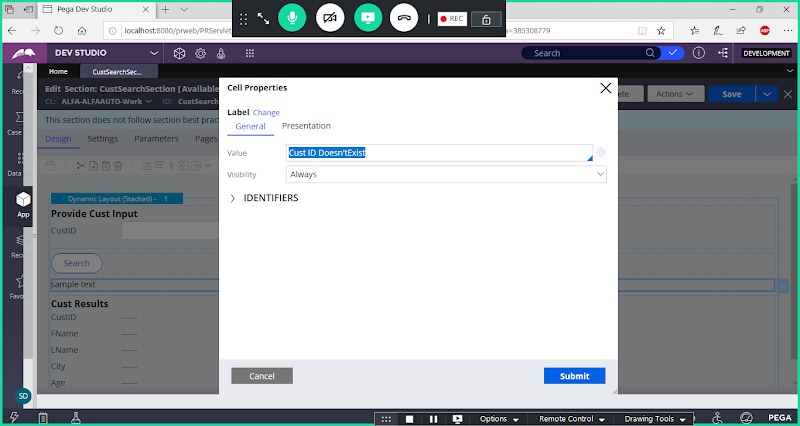 Pega Dev Studio
localhost:8080/prweb/PRServlet
=385308779
REC
DEV STUDIO
Search
DEVELOPMENT
Home
CustSearchSec...
Edit Section: CustSearchSection [Available
CL: ALFA-ALFAAUTO-Work
ID: CustSearch
Actions
Save
This section does not follow section best prac
Design
Settings
Parameters
Pages
Cell Properties
Label Change
General
Presentation
Value
Cust ID Doesn'tExist
Visibility
Always
IDENTIFIERS
Cancel
Submit
Dynamic Layout (Stacked) - 1
Provide Cust Input
CustID
Search
sample text
Cust Results
CustID
FName
LName
City
Age
Case
Data
App
Reco
Favo
SD
Options
Remote Control
Drawing Tools
PEGA